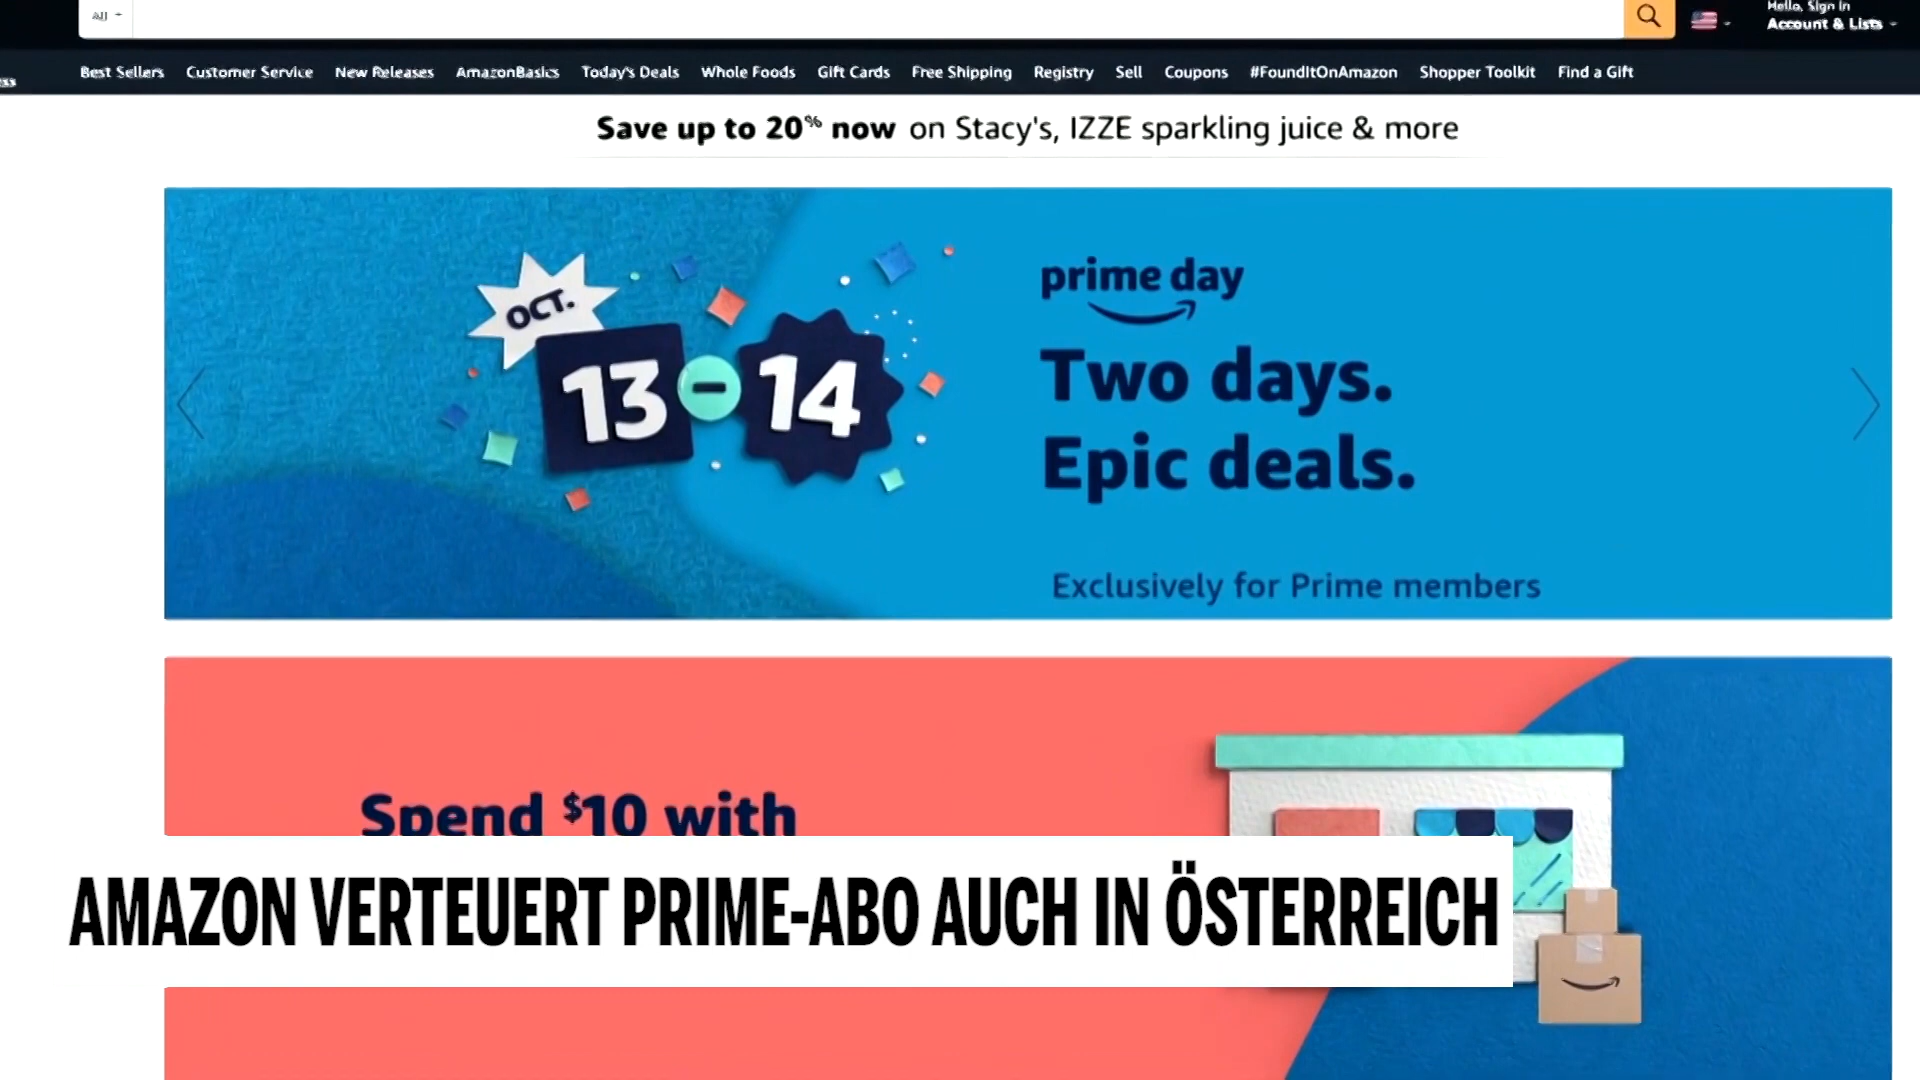 All
Hello, Sign in
Account & Lists
ss
Best Sellers Customer Service New Releases AmazonBasics Today's Deals Whole Foods Gift Cards Free Shipping Registry Sell Coupons #FoundItOnAmazon Shopper Toolkit Find a Gift
Save up to 20% now on Stacy's, IZZE sparkling juice & more
OCT.
13-14
prime day
Two days.
Epic deals.
Exclusively for Prime members
Spend $10 with
AMAZON VERTEUERT PRIME-ABO AUCH IN ÖSTERREICH